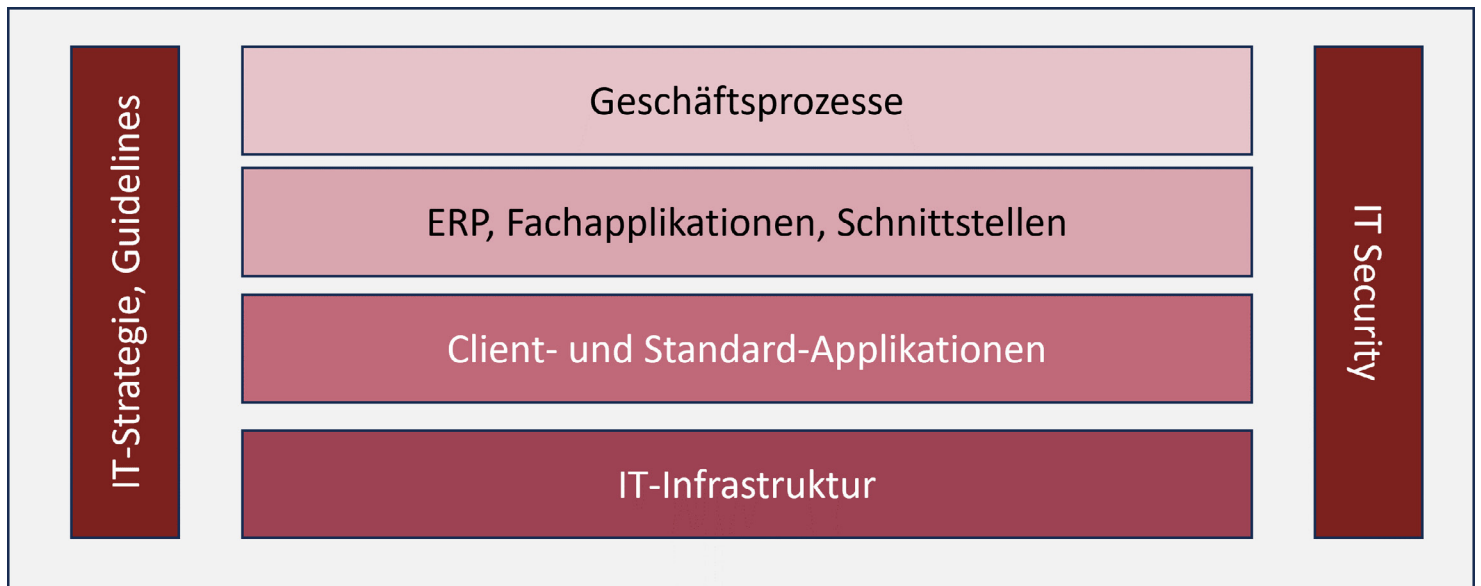 IT-Strategie, Guidelines
Geschäftsprozesse
ERP, Fachapplikationen, Schnittstellen
Client- und Standard-Applikationen
IT-Infrastruktur
IT Security